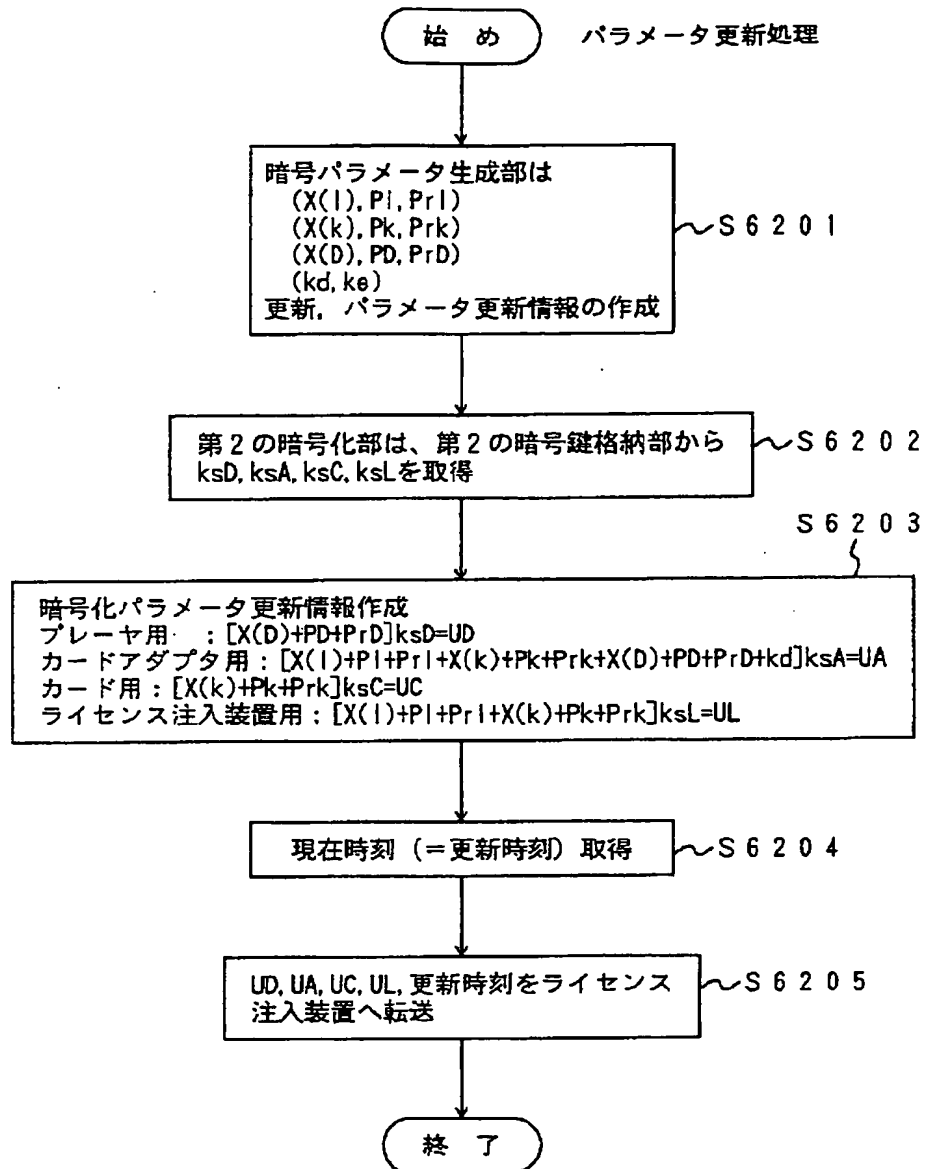 始 め
パラメータ更新処理
暗号パラメータ生成部は
(X(l),Pl,Prl)
(X(k),Pk,Prk)
(X(D),PD,PrD)
(kd,ke)
更新, パラメータ更新情報の作成
S6201
第2の暗号化部は、第2の暗号鍵格納部から
ksD,ksA,ksC,ksLを取得
S6202
S6203
暗号化パラメータ更新情報作成
プレーヤ用 :[X(D)+PD+PrD]ksD=UD
カードアダプタ用:[X(l)+Pl+Prl+X(k)+Pk+Prk+X(D)+PD+PrD+kd]ksA=UA
カード用:[X(k)+Pk+Prk]ksC=UC
ライセンス注入装置用:[X(l)+Pl+Prl+X(k)+Pk+Prk]ksL=UL
現在時刻(=更新時刻)取得
S6204
UD,UA,UC,UL,更新時刻をライセンス
注入装置へ転送
S6205
終 了